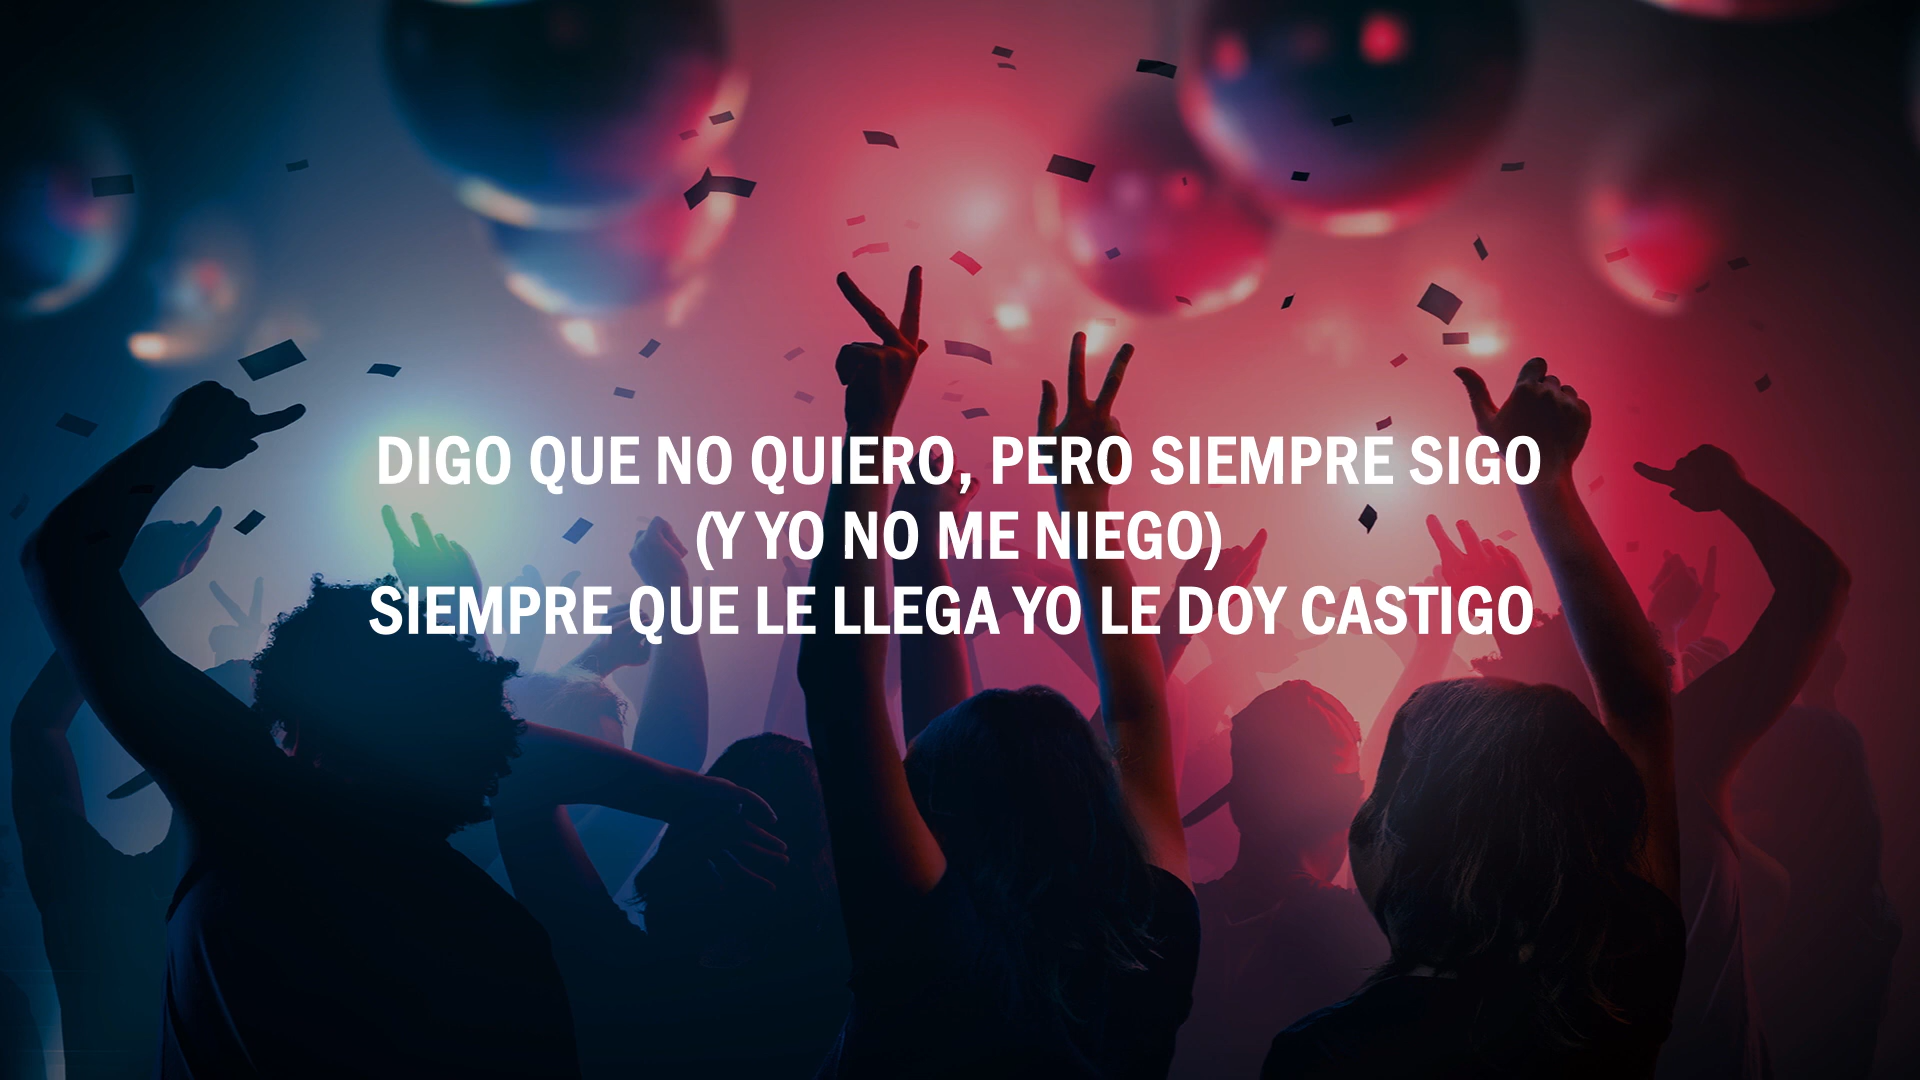 DIGO QUE NO QUIERO, PERO SIEMPRE SIGO
(Y YO NO ME NIEGO)
SIEMPRE QUE LE LLEGA YO LE DOY CASTIGO